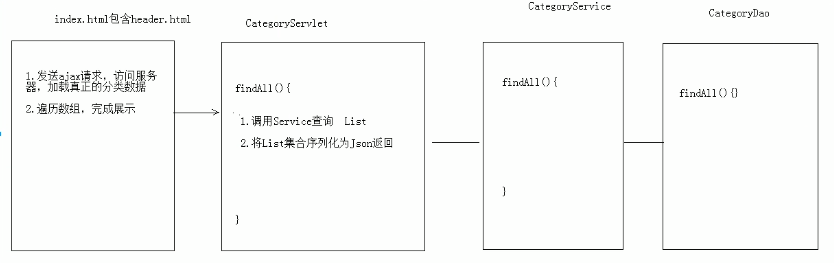 index.html包含header.html
1.发送ajax请求，访问服务
器，加载真正的分类数据
2.遍历数组，完成展示
CategoryServlet
findAll(){
1.调用Service查询 List
2.将List集合序列化为Json返回
}
CategoryService
findAll(){
}
CategoryDao
findAll(){}